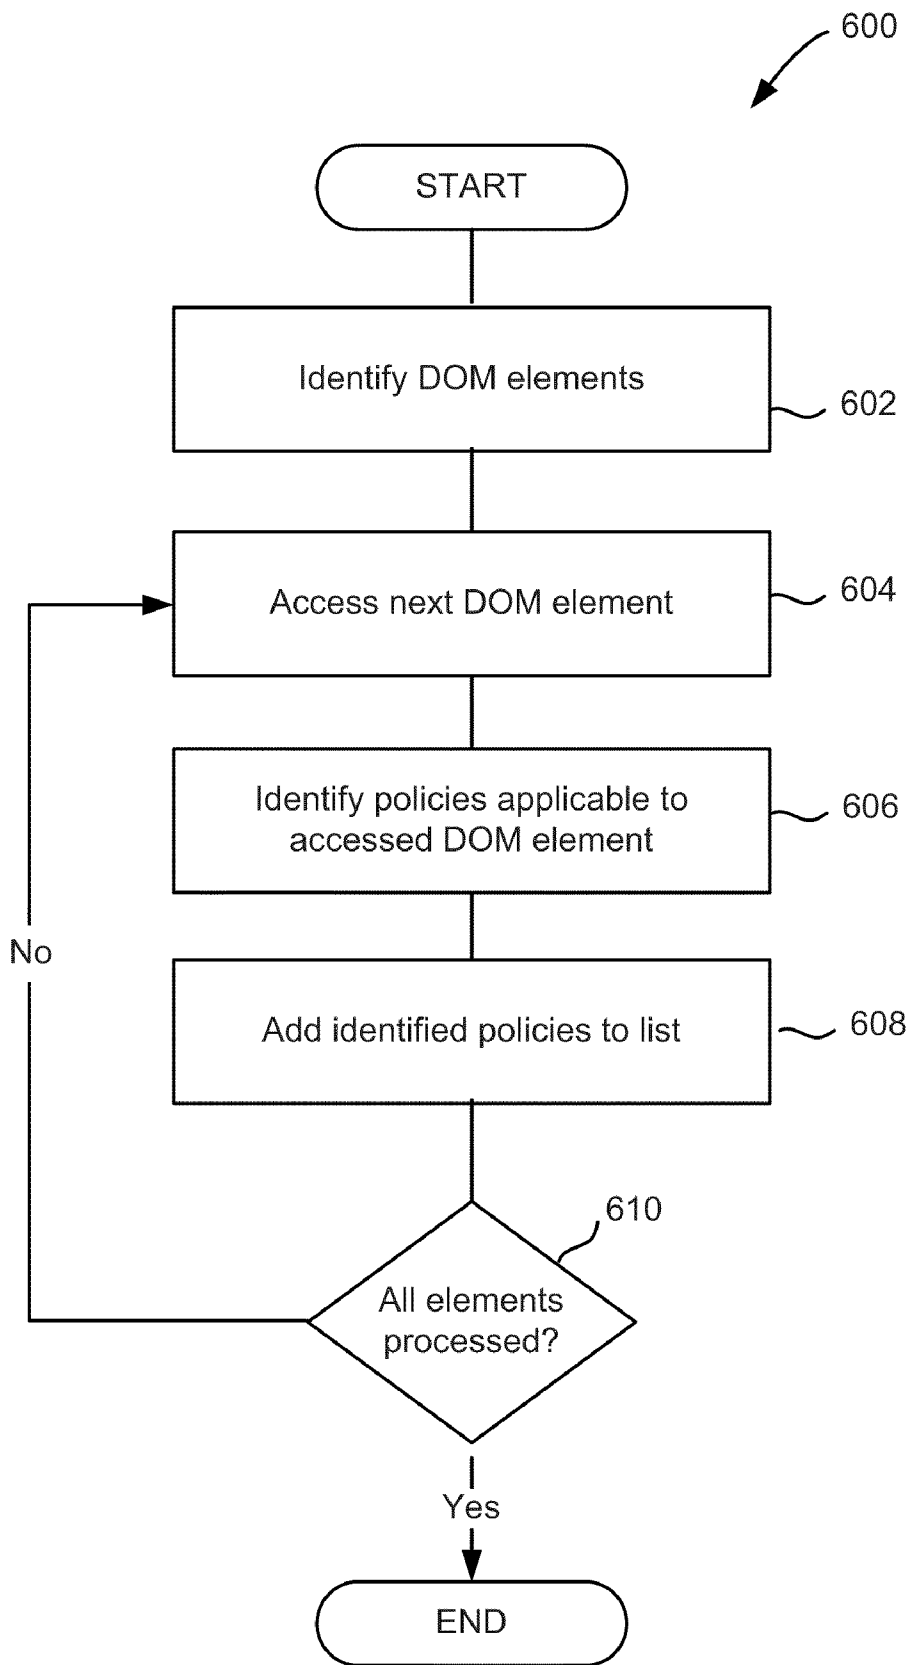 600
START
Identify DOM elements
602
Access next DOM element
604
Identify policies applicable to
accessed DOM element
606
No
Add identified policies to list
608
610
All elements
processed?
Yes
END